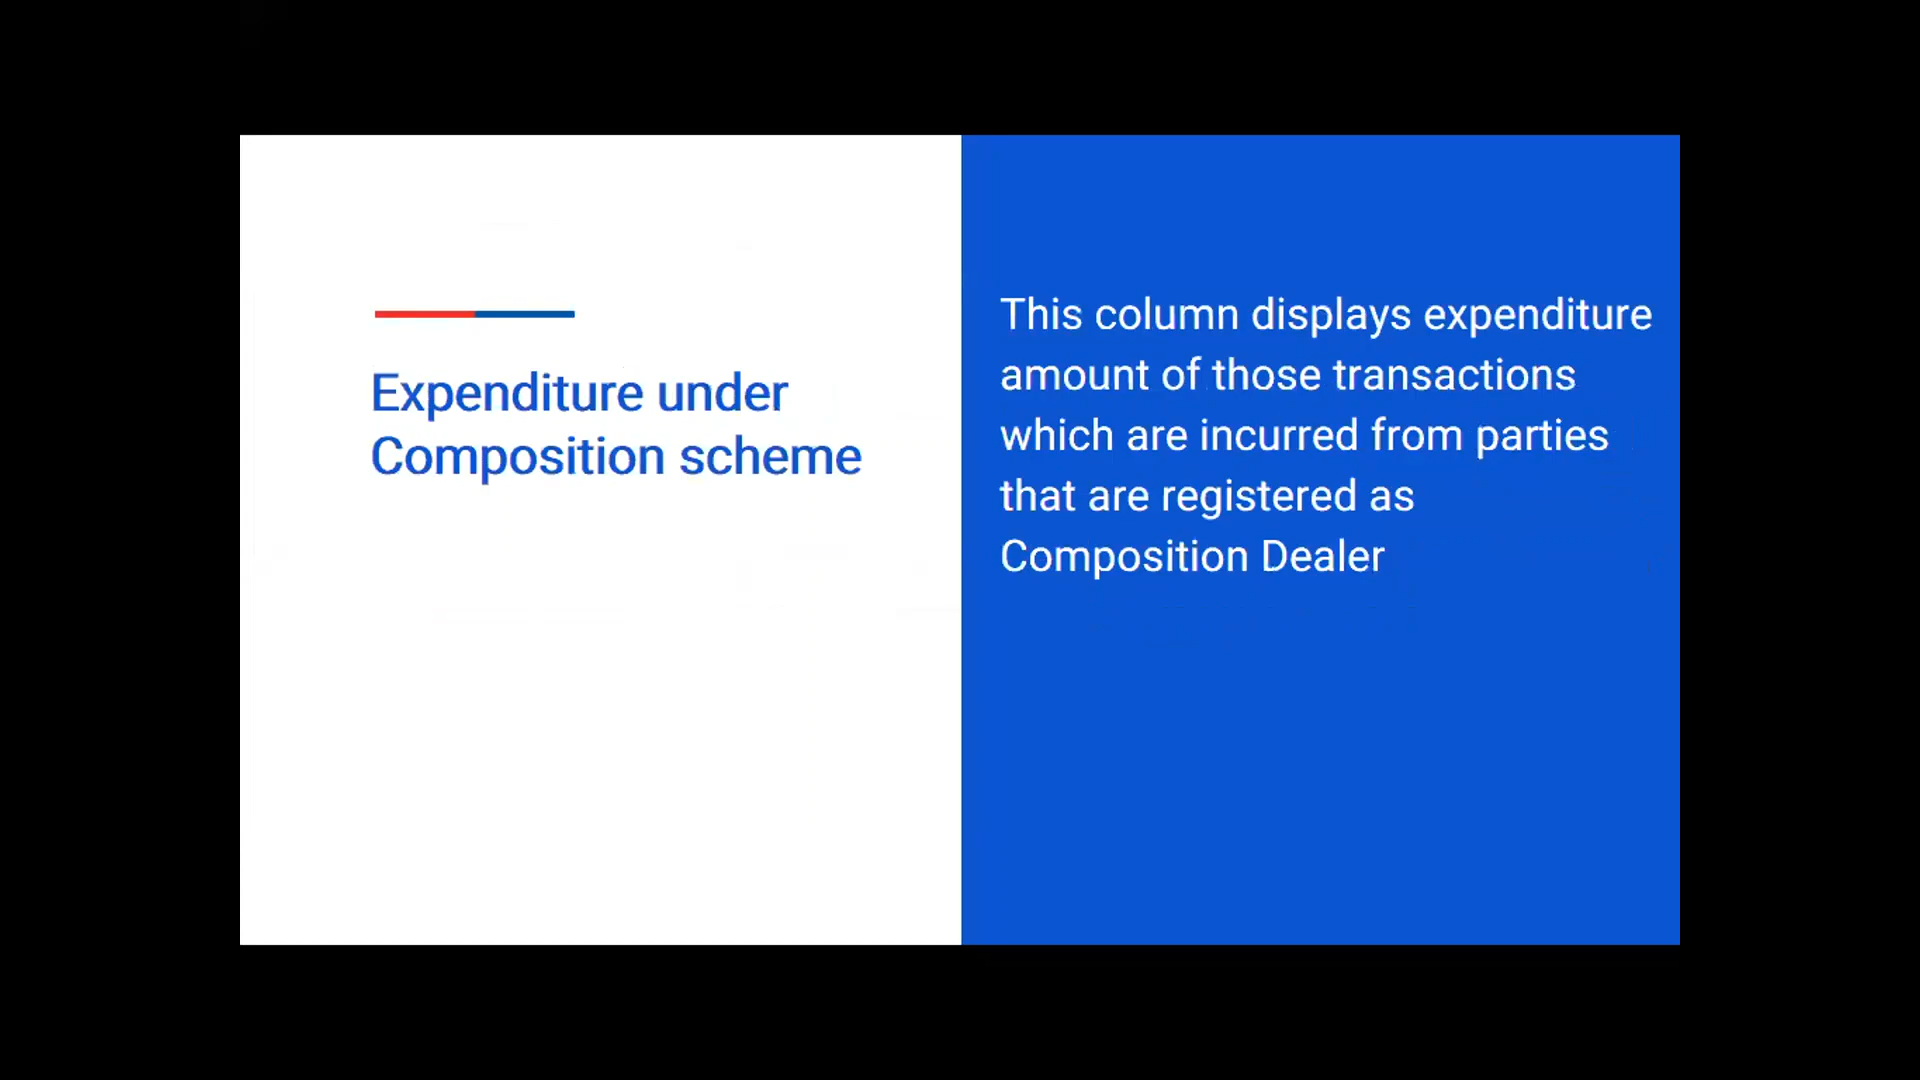 Expenditure under
Composition scheme
This column displays expenditure
amount of those transactions
which are incurred from parties
that are registered as
Composition Dealer